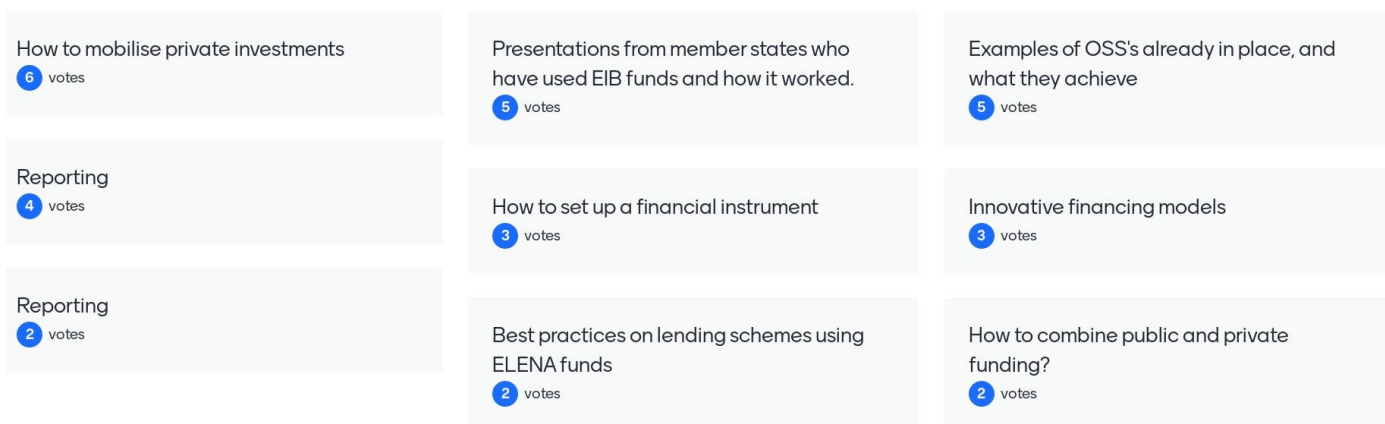 How to mobilise private investments
6 votes
Presentations from member states who
have used EIB funds and how it worked.
5 votes
Examples of OSS's already in place, and
what they achieve
5 votes
Reporting
4 votes
How to set up a financial instrument
3 votes
Innovative financing models
3 votes
Reporting
2 votes
Best practices on lending schemes using
ELENA funds
2 votes
How to combine public and private
funding?
2 votes